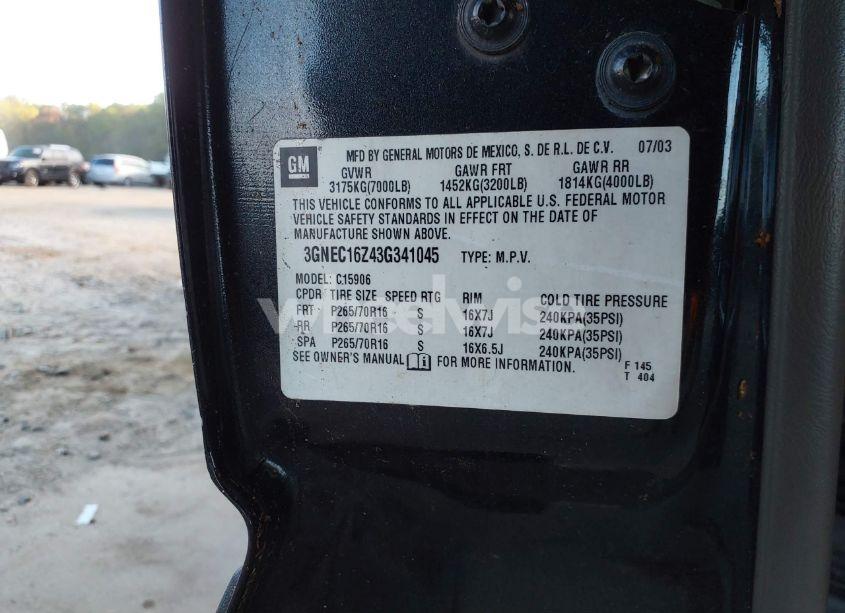 GM
MFD BY GENERAL MOTORS DE MEXICO, S. DE R.L. DE C.V. 07/03
GVWR GAWR FRT GAWR RR
3175KG(7000LB) 1452KG(3200LB) 1814KG(4000LB)
THIS VEHICLE CONFORMS TO ALL APPLICABLE U.S. FEDERAL MOTOR
VEHICLE SAFETY STANDARDS IN EFFECT ON THE DATE OF
MANUFACTURE SHOWN ABOVE.
3GNEC16Z43G341045 TYPE: M.P.V.
MODEL: C15906
CPDR TIRE SIZE SPEED RTG RIM COLD TIRE PRESSURE
FRT P265/70R16 S 16X7J 240KPA(35PSI)
RR P265/70R16 S 16X7J 240KPA(35PSI)
SPA P265/70R16 S 16X6.5J 240KPA(35PSI)
SEE OWNER'S MANUAL FOR MORE INFORMATION.
F 145
T 404